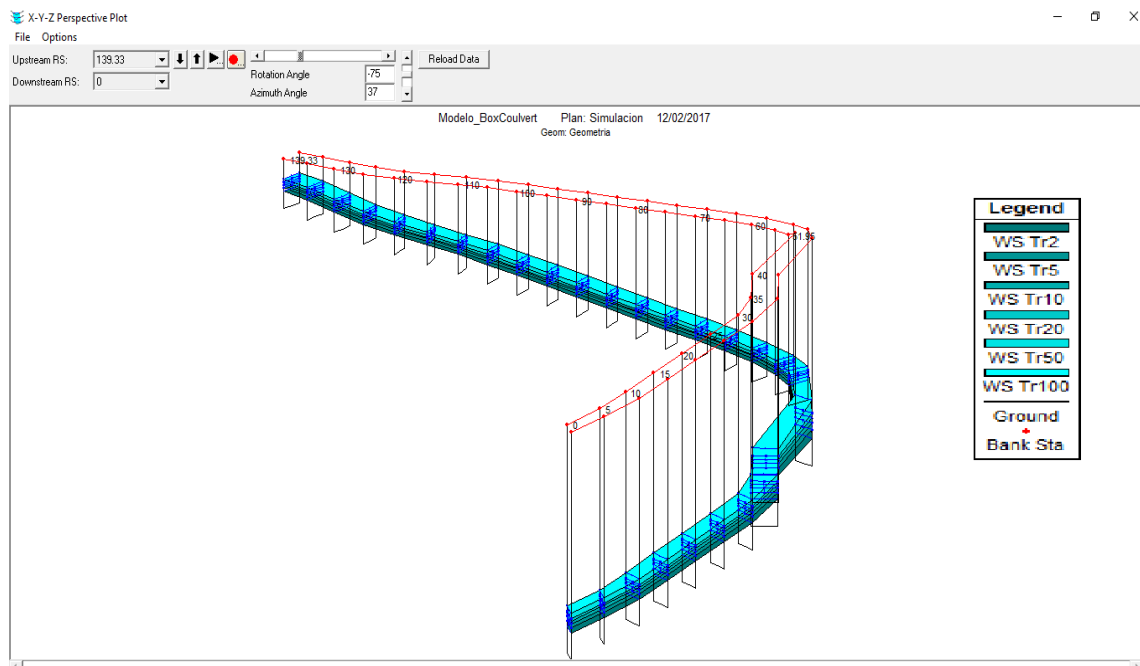 X-Y-Z Perspective Plot
File Options
Upstream RS: 139.33
Downstream RS: 0
Rotation Angle -75
Azimuth Angle 37
Reload Data
Modelo_BoxCoulvert Plan: Simulacion 12/02/2017
Geom: Geometria
139.33
130
120
110
100
90
80
70
60
51.95
40
35
30
20
15
10
5
0
Legend
WS Tr2
WS Tr5
WS Tr10
WS Tr20
WS Tr50
WS Tr100
Ground
Bank Sta